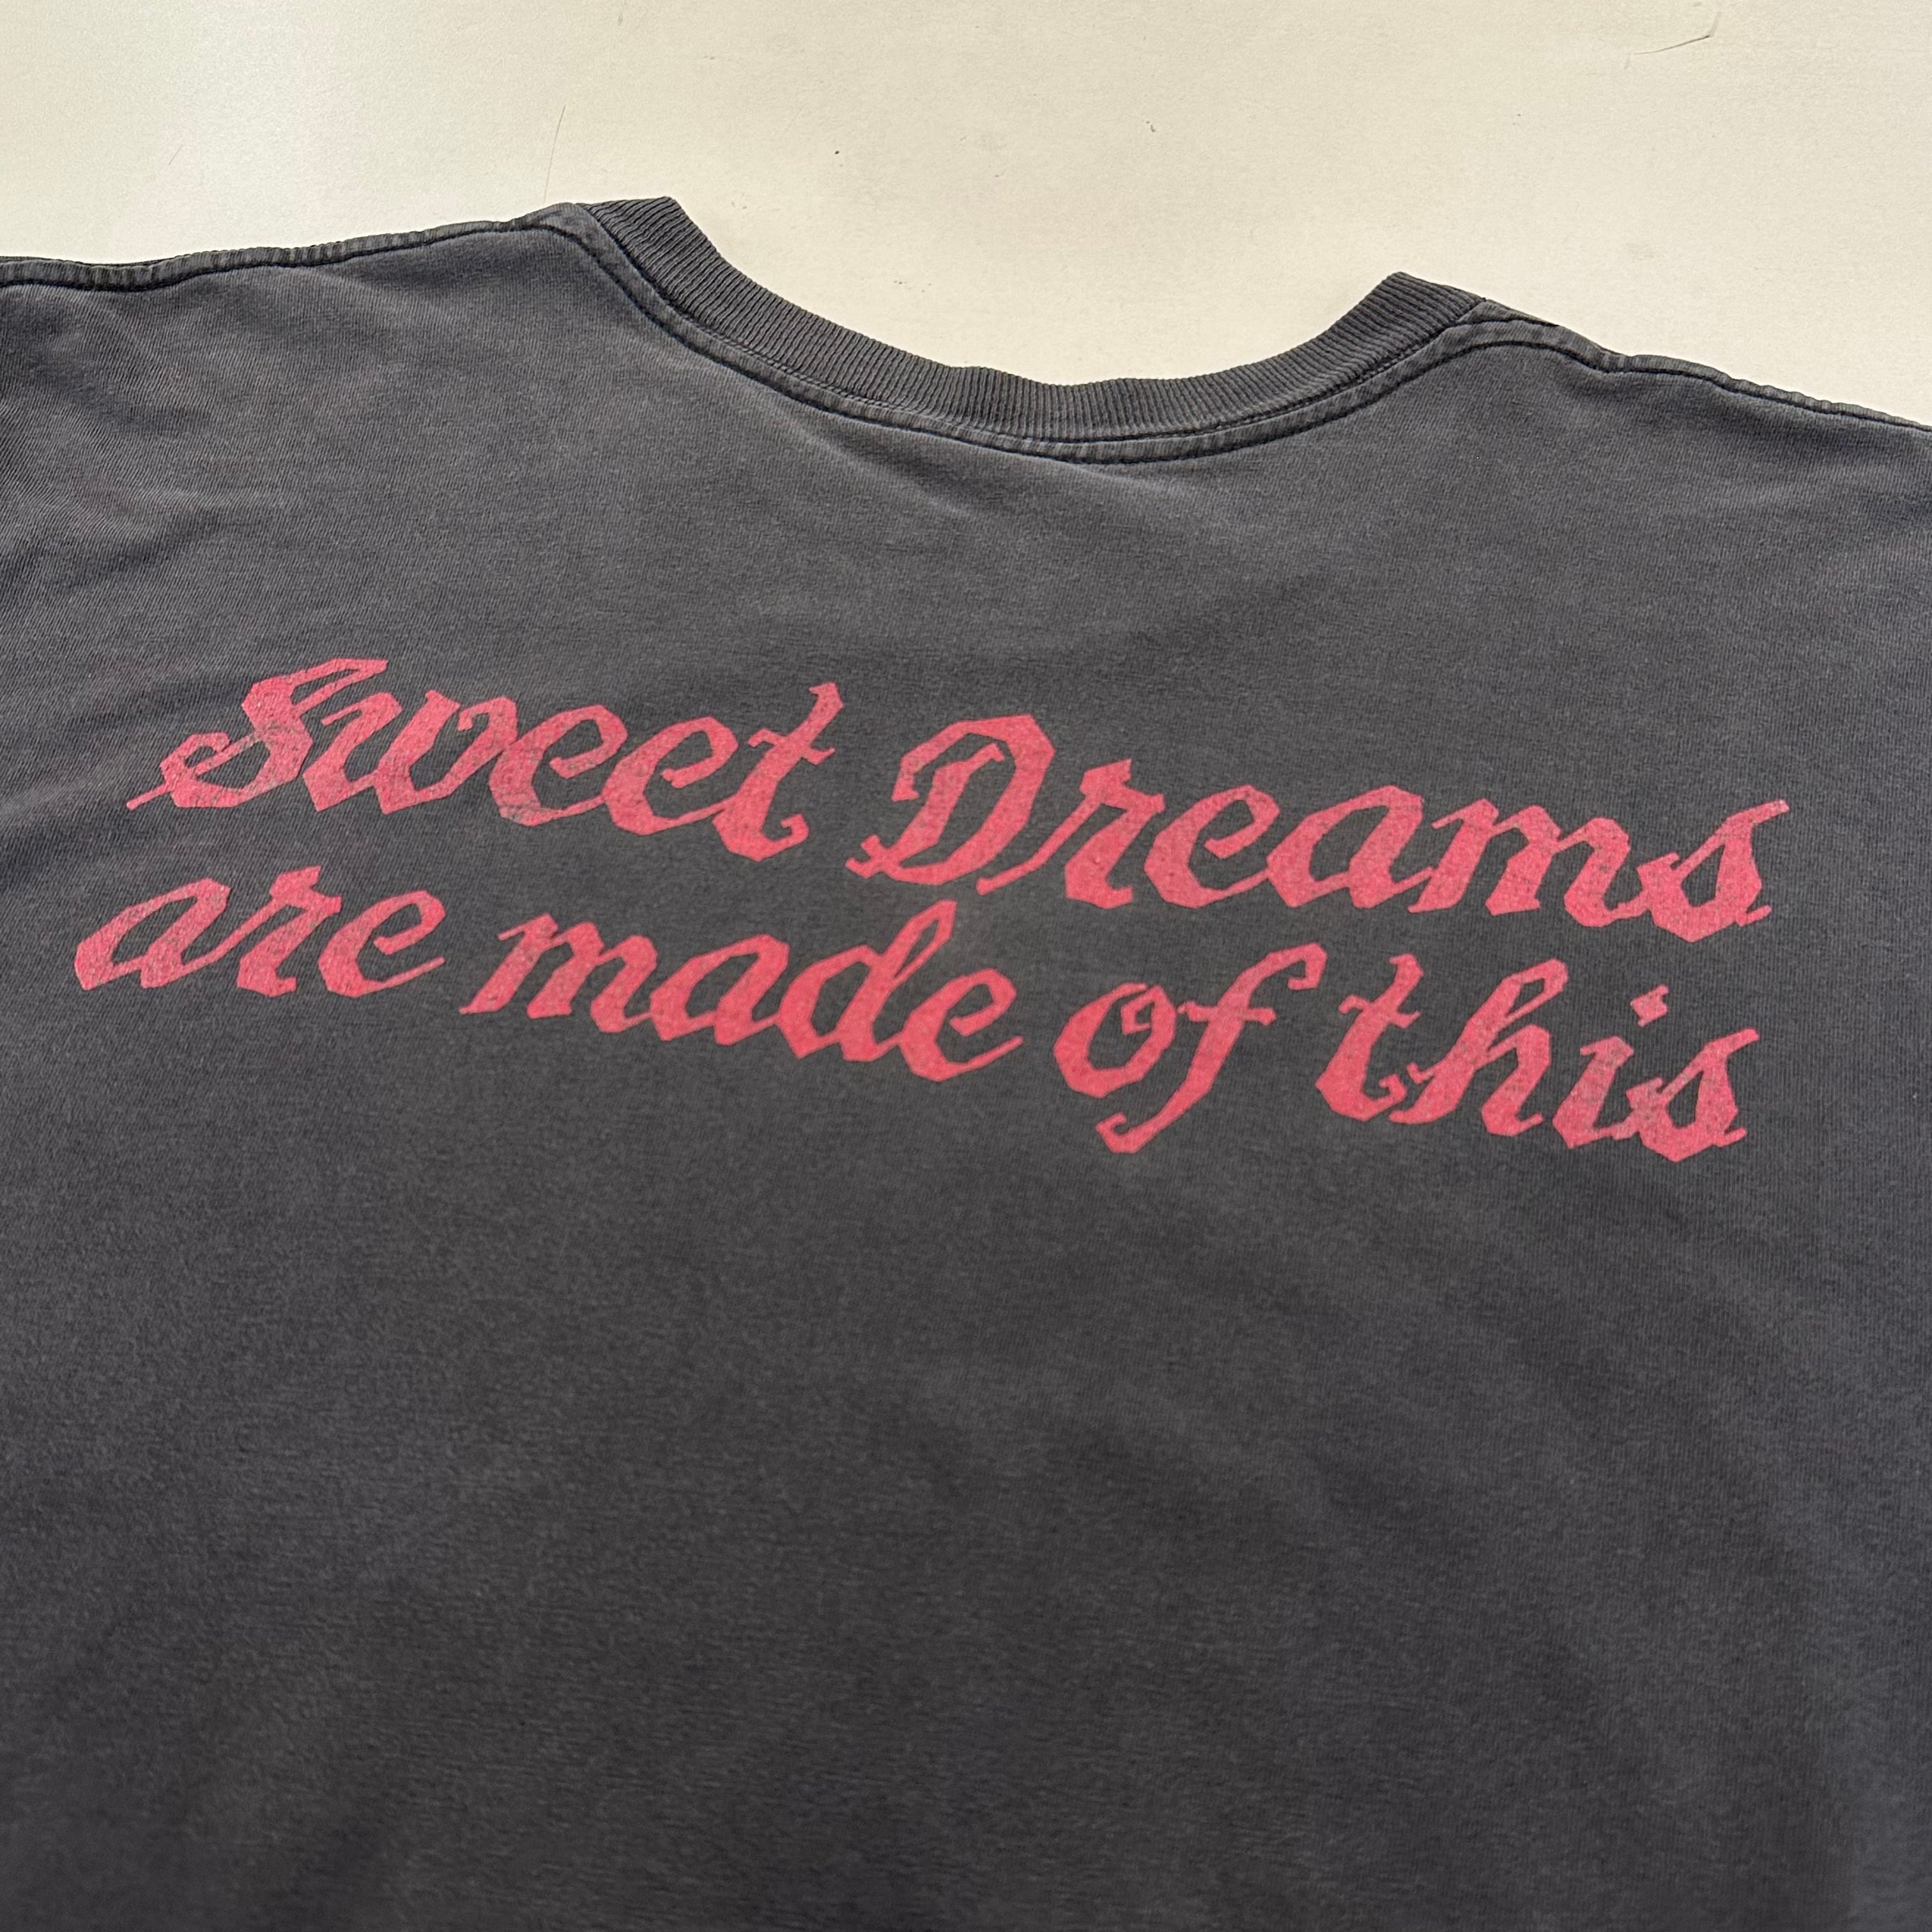 Sweet Dreams
are made of this